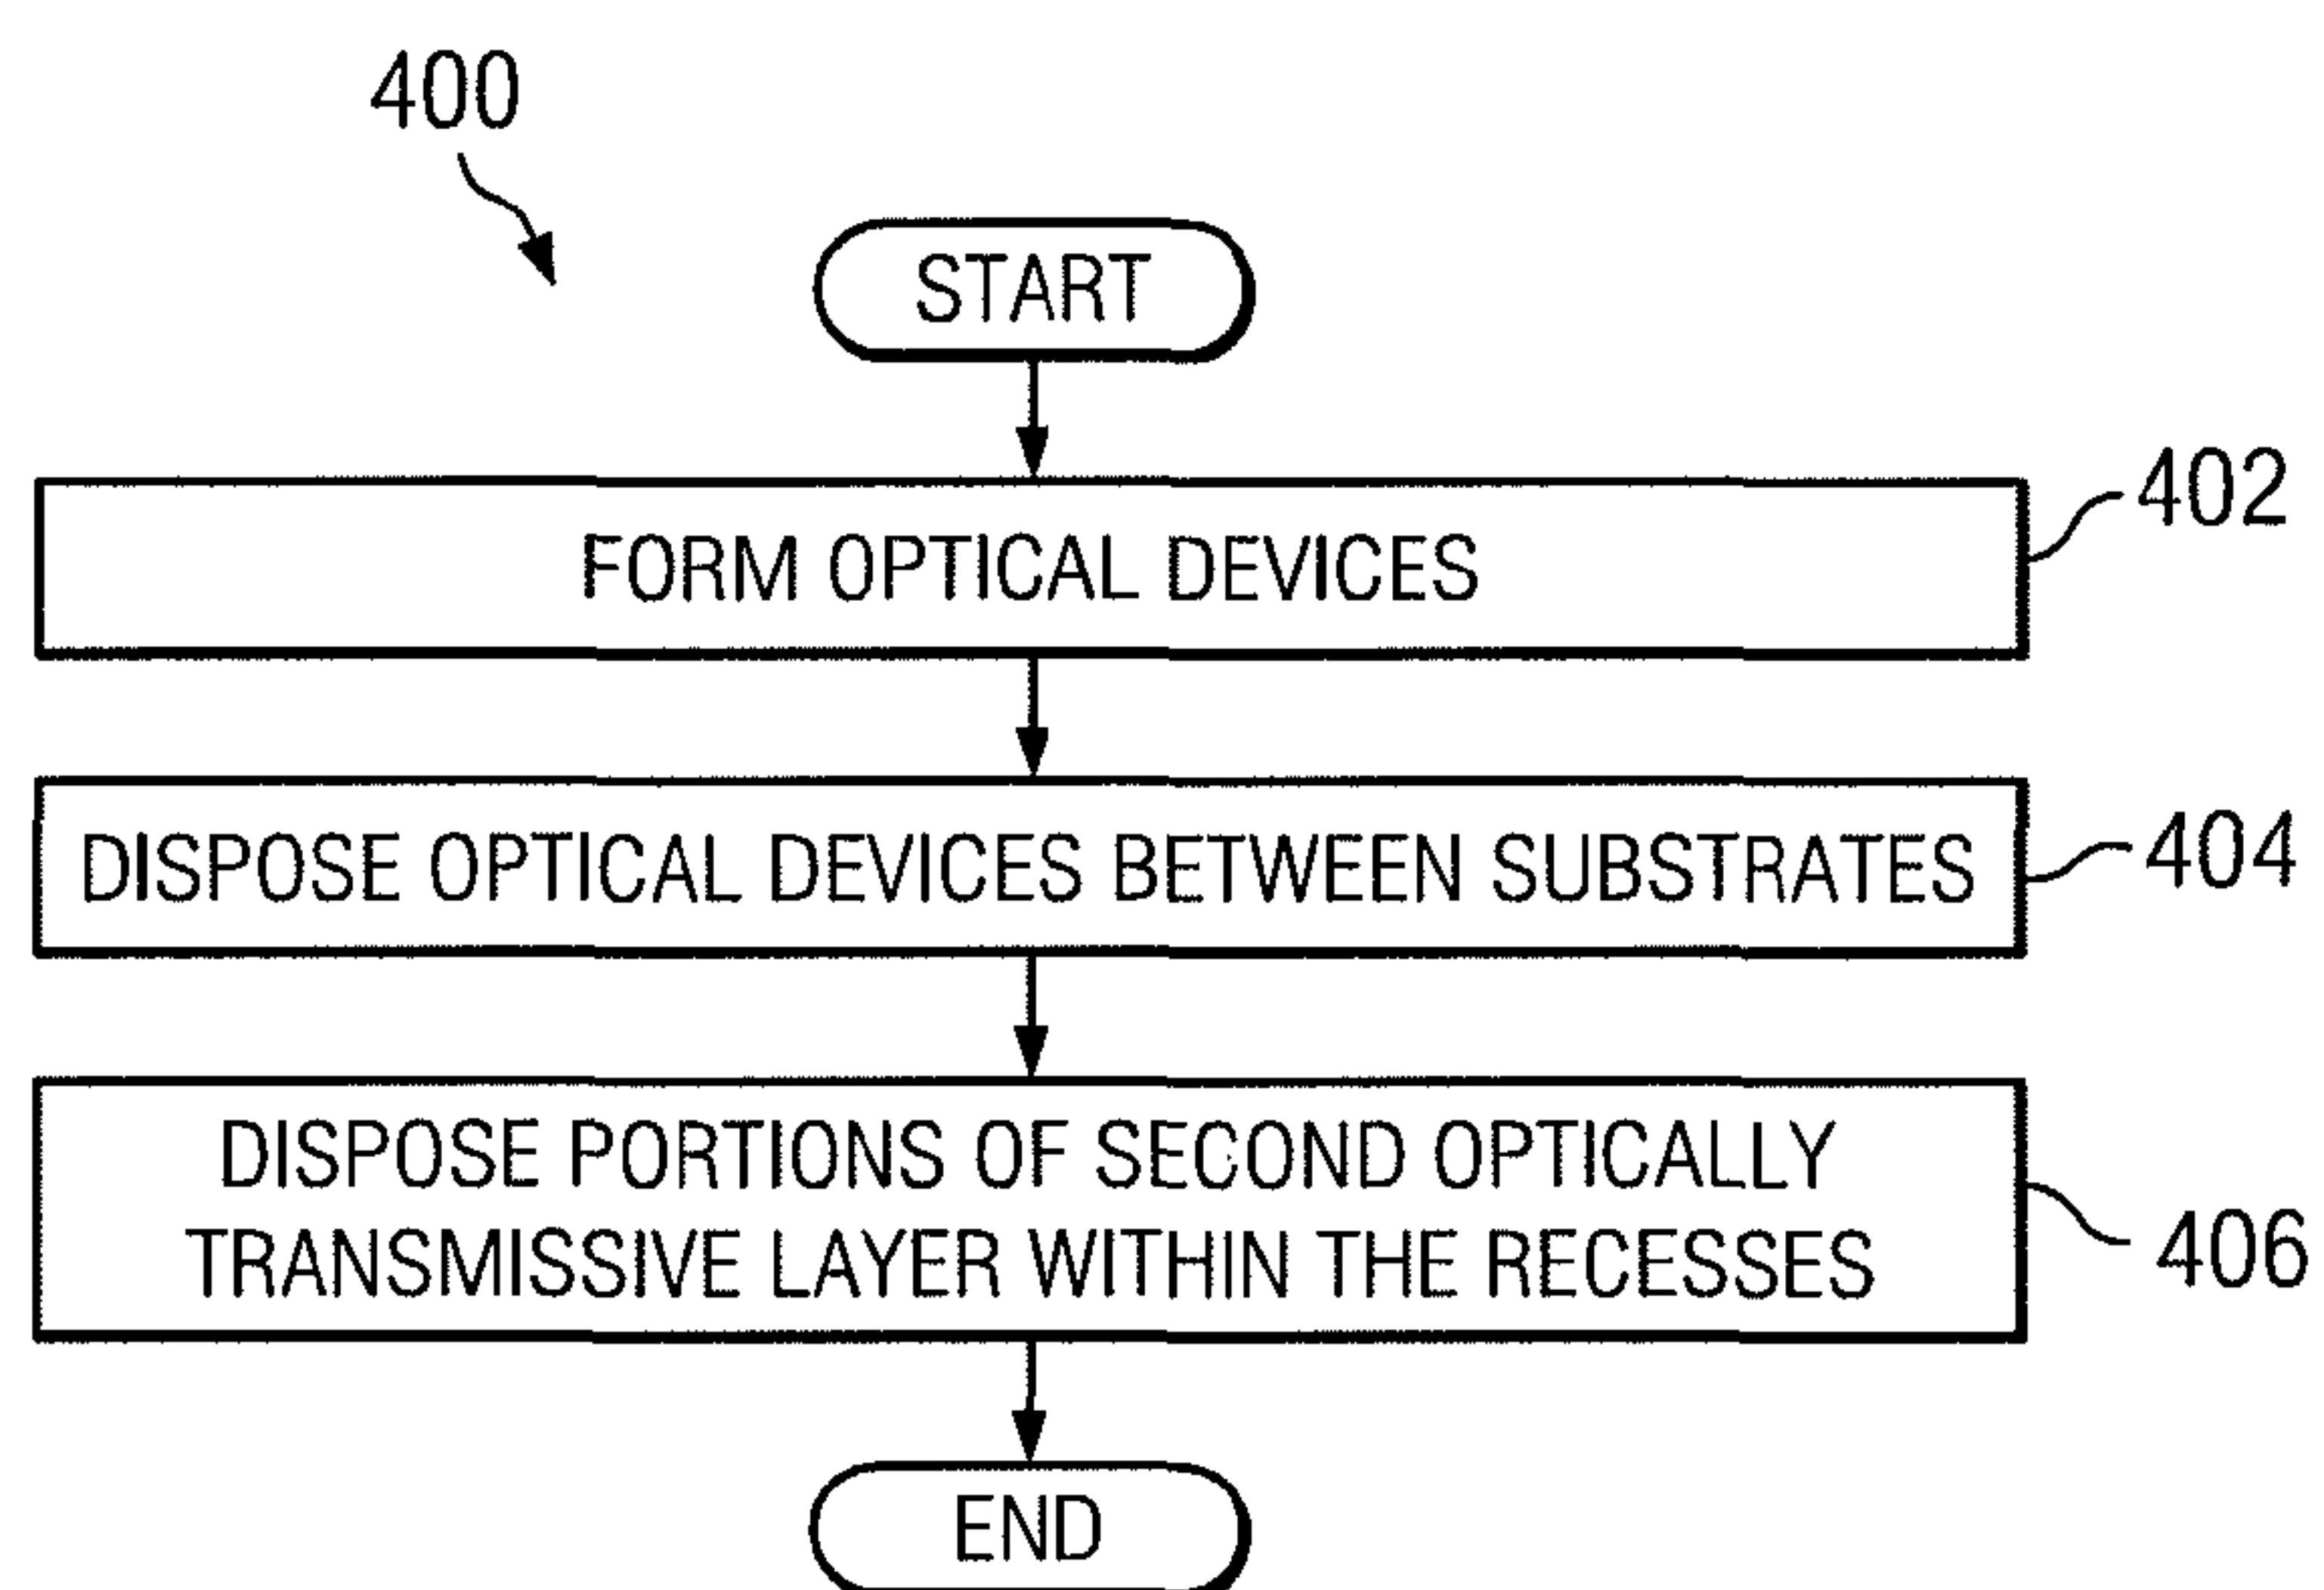 400
START
FORM OPTICAL DEVICES
402
DISPOSE OPTICAL DEVICES BETWEEN SUBSTRATES
404
DISPOSE PORTIONS OF SECOND OPTICALLY
TRANSMISSIVE LAYER WITHIN THE RECESSES
406
END